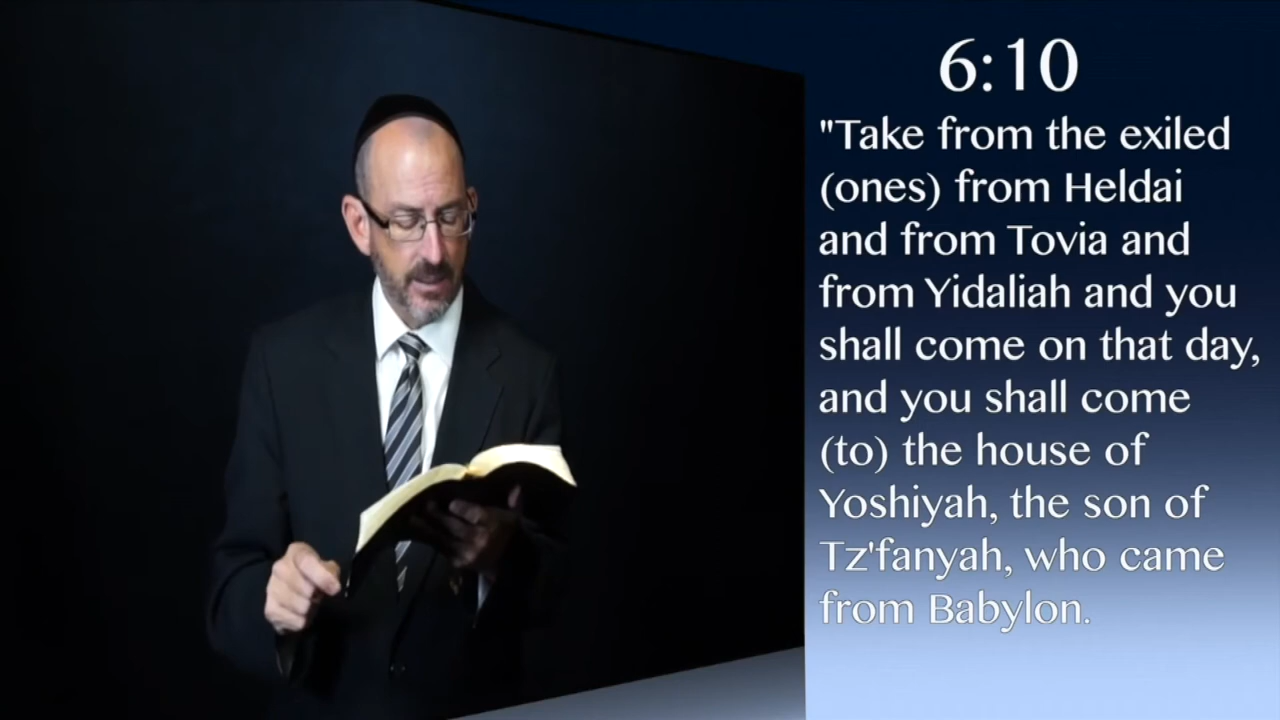 6:10
"Take from the exiled
(ones) from Heldai
and from Tovia and
from Yidaliah and you
shall come on that day,
and you shall come
(to) the house of
Yoshiyah, the son of
Tz'fanyah, who came
from Babylon.